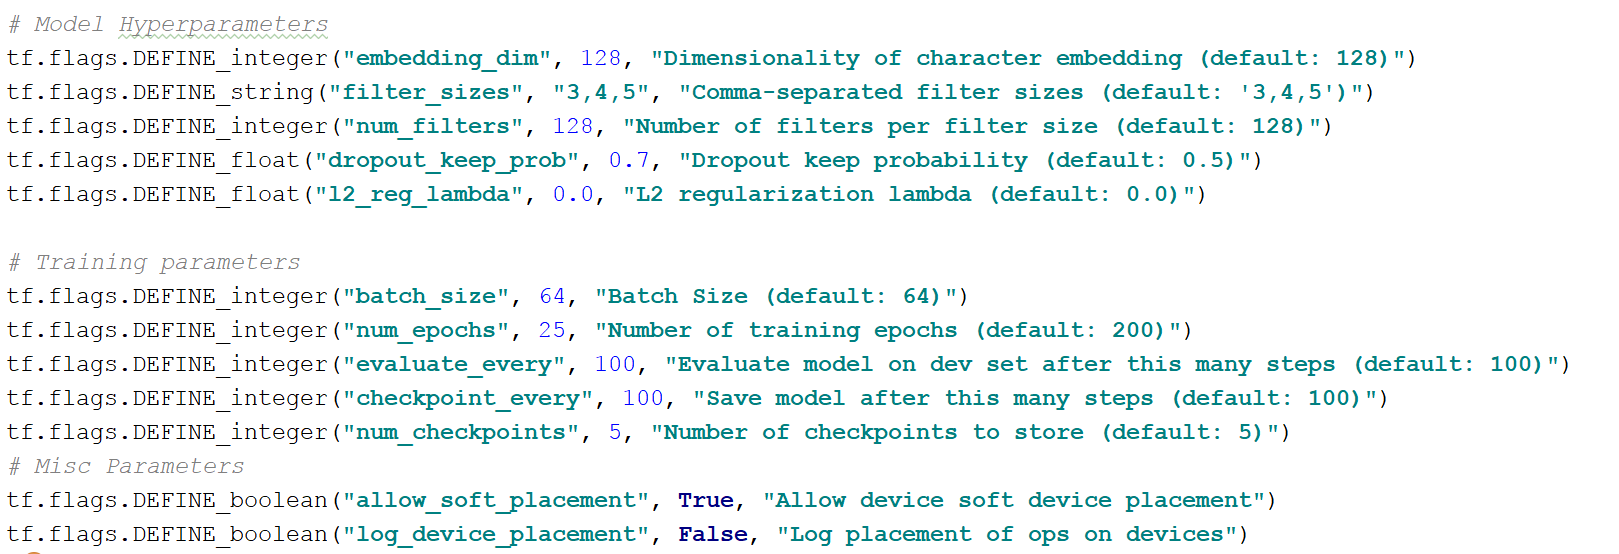 # Model Hyperparameters
tf.flags.DEFINE_integer("embedding_dim", 128, "Dimensionality of character embedding (default: 128)")
tf.flags.DEFINE_string("filter_sizes", "3,4,5", "Comma-separated filter sizes (default: '3,4,5')")
tf.flags.DEFINE_integer("num_filters", 128, "Number of filters per filter size (default: 128)")
tf.flags.DEFINE_float("dropout_keep_prob", 0.7, "Dropout keep probability (default: 0.5)")
tf.flags.DEFINE_float("l2_reg_lambda", 0.0, "L2 regularization lambda (default: 0.0)")
# Training parameters
tf.flags.DEFINE_integer("batch_size", 64, "Batch Size (default: 64)")
tf.flags.DEFINE_integer("num_epochs", 25, "Number of training epochs (default: 200)")
tf.flags.DEFINE_integer("evaluate_every", 100, "Evaluate model on dev set after this many steps (default: 100)")
tf.flags.DEFINE_integer("checkpoint_every", 100, "Save model after this many steps (default: 100)")
tf.flags.DEFINE_integer("num_checkpoints", 5, "Number of checkpoints to store (default: 5)")
# Misc Parameters
tf.flags.DEFINE_boolean("allow_soft_placement", True, "Allow device soft device placement")
tf.flags.DEFINE_boolean("log_device_placement", False, "Log placement of ops on devices")